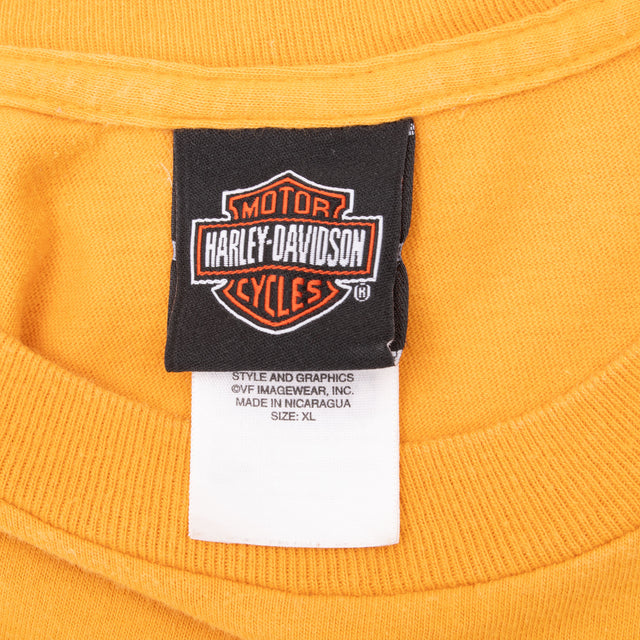 MOTOR
HARLEY-DAVIDSON
CYCLES
®
STYLE AND GRAPHICS
©VF IMAGEWEAR, INC.
MADE IN NICARAGUA
SIZE: XL